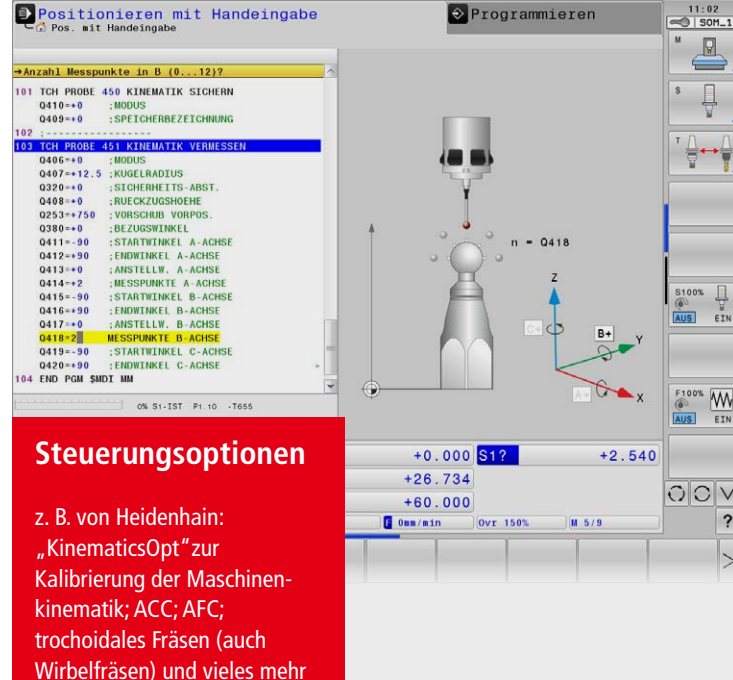 Positionieren mit Handeingabe
Pos. mit Handeingabe
Programmieren
11:02
SOM_1
→Anzahl Messpunkte in B (0...12)?
101 TCH PROBE 450 KINEMATIK SICHERN
Q410=+0 ;MODUS
Q409=+0 ;SPEICHERBEZEICHNUNG
102 ;-----------------
103 TCH PROBE 451 KINEMATIK VERMESSEN
Q406=+0 ;MODUS
Q407=+12.5 ;KUGELRADIUS
Q320=+0 ;SICHERHEITS-ABST.
Q408=+0 ;RUECKZUGSHOEHE
Q253=+750 ;VORSCHUB VORPOS.
Q380=+0 ;BEZUGSWINKEL
Q411=-90 ;STARTWINKEL A-ACHSE
Q412=+90 ;ENDWINKEL A-ACHSE
Q413=+0 ;ANSTELLW. A-ACHSE
Q414=+2 ;MESSPUNKTE A-ACHSE
Q415=-90 ;STARTWINKEL B-ACHSE
Q416=+90 ;ENDWINKEL B-ACHSE
Q417=+0 ;ANSTELLW. B-ACHSE
Q418=2 MESSPUNKTE B-ACHSE
Q419=-90 ;STARTWINKEL C-ACHSE
Q420=+90 ;ENDWINKEL C-ACHSE
104 END PGM $MDI MM
0% S1-IST P1.10 -T655
n = Q418
Z
C+
B+
Y
A+
X
M
S
T
S100%
AUS EIN
F100%
AUS EIN
+0.000 S1? +2.540
+26.734
+60.000
F 0mm/min Ovr 150% M 5/9
?
Steuerungsoptionen
z. B. von Heidenhain:
„KinematicsOpt“zur
Kalibrierung der Maschinen-
kinematik; ACC; AFC;
trochoidales Fräsen (auch
Wirbelfräsen) und vieles mehr